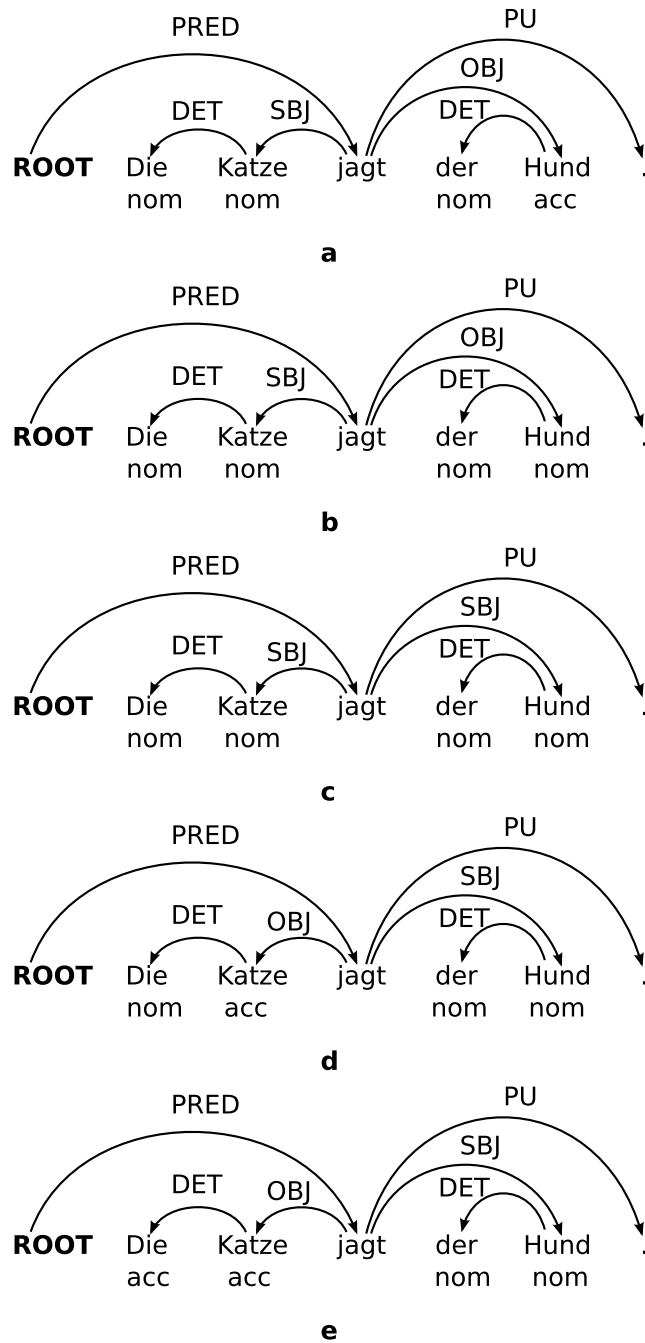 PRED PU
OBJ
DET SBJ DET
ROOT Die Katze jagt der Hund .
nom nom nom acc
a
PRED PU
OBJ
DET SBJ DET
ROOT Die Katze jagt der Hund .
nom nom nom nom
b
PRED PU
SBJ
DET SBJ DET
ROOT Die Katze jagt der Hund .
nom nom nom nom
c
PRED PU
SBJ
DET OBJ DET
ROOT Die Katze jagt der Hund .
nom acc nom nom
d
PRED PU
SBJ
DET OBJ DET
ROOT Die Katze jagt der Hund .
acc acc nom nom
e